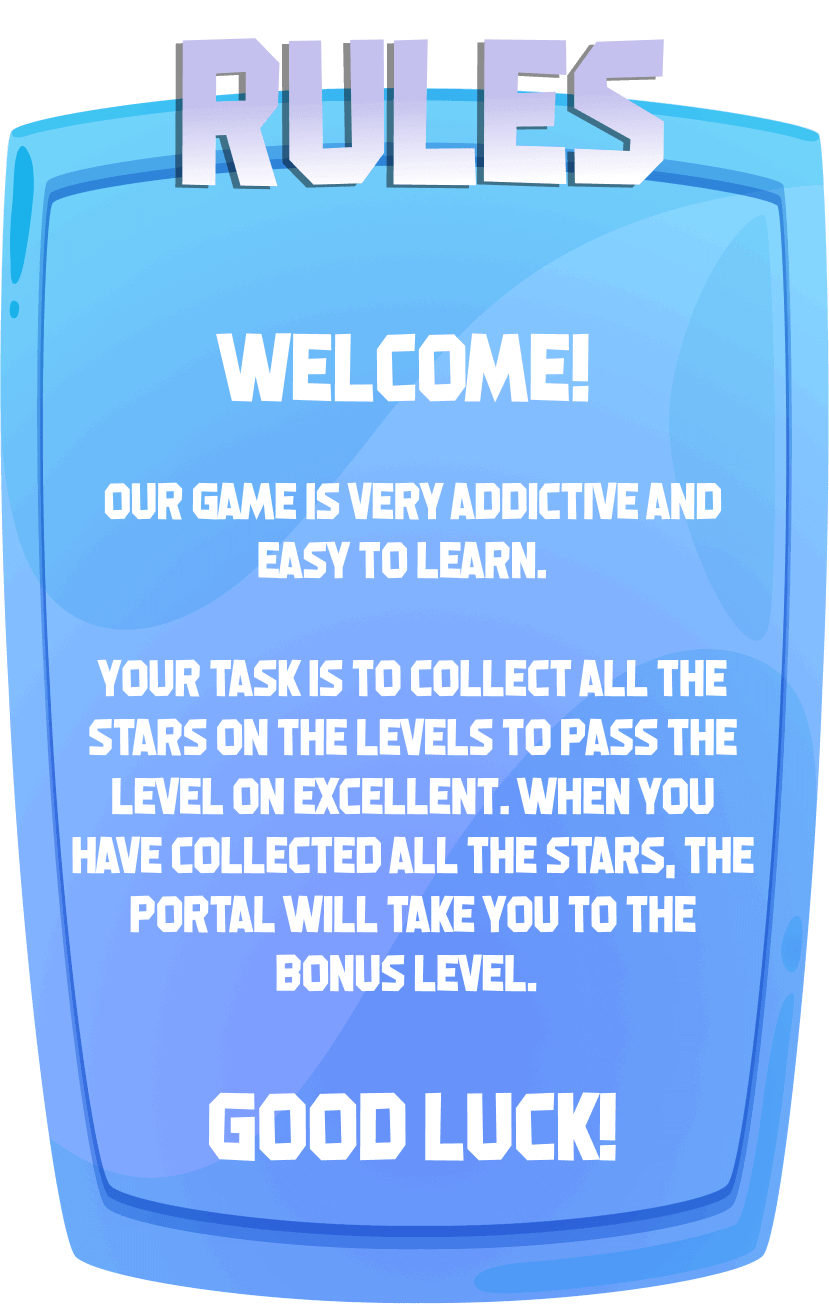 RULES
WELCOME!
OUR GAME IS VERY ADDICTIVE AND
EASY TO LEARN.
YOUR TASK IS TO COLLECT ALL THE
STARS ON THE LEVELS TO PASS THE
LEVEL ON EXCELLENT. WHEN YOU
HAVE COLLECTED ALL THE STARS, THE
PORTAL WILL TAKE YOU TO THE
BONUS LEVEL.
GOOD LUCK!